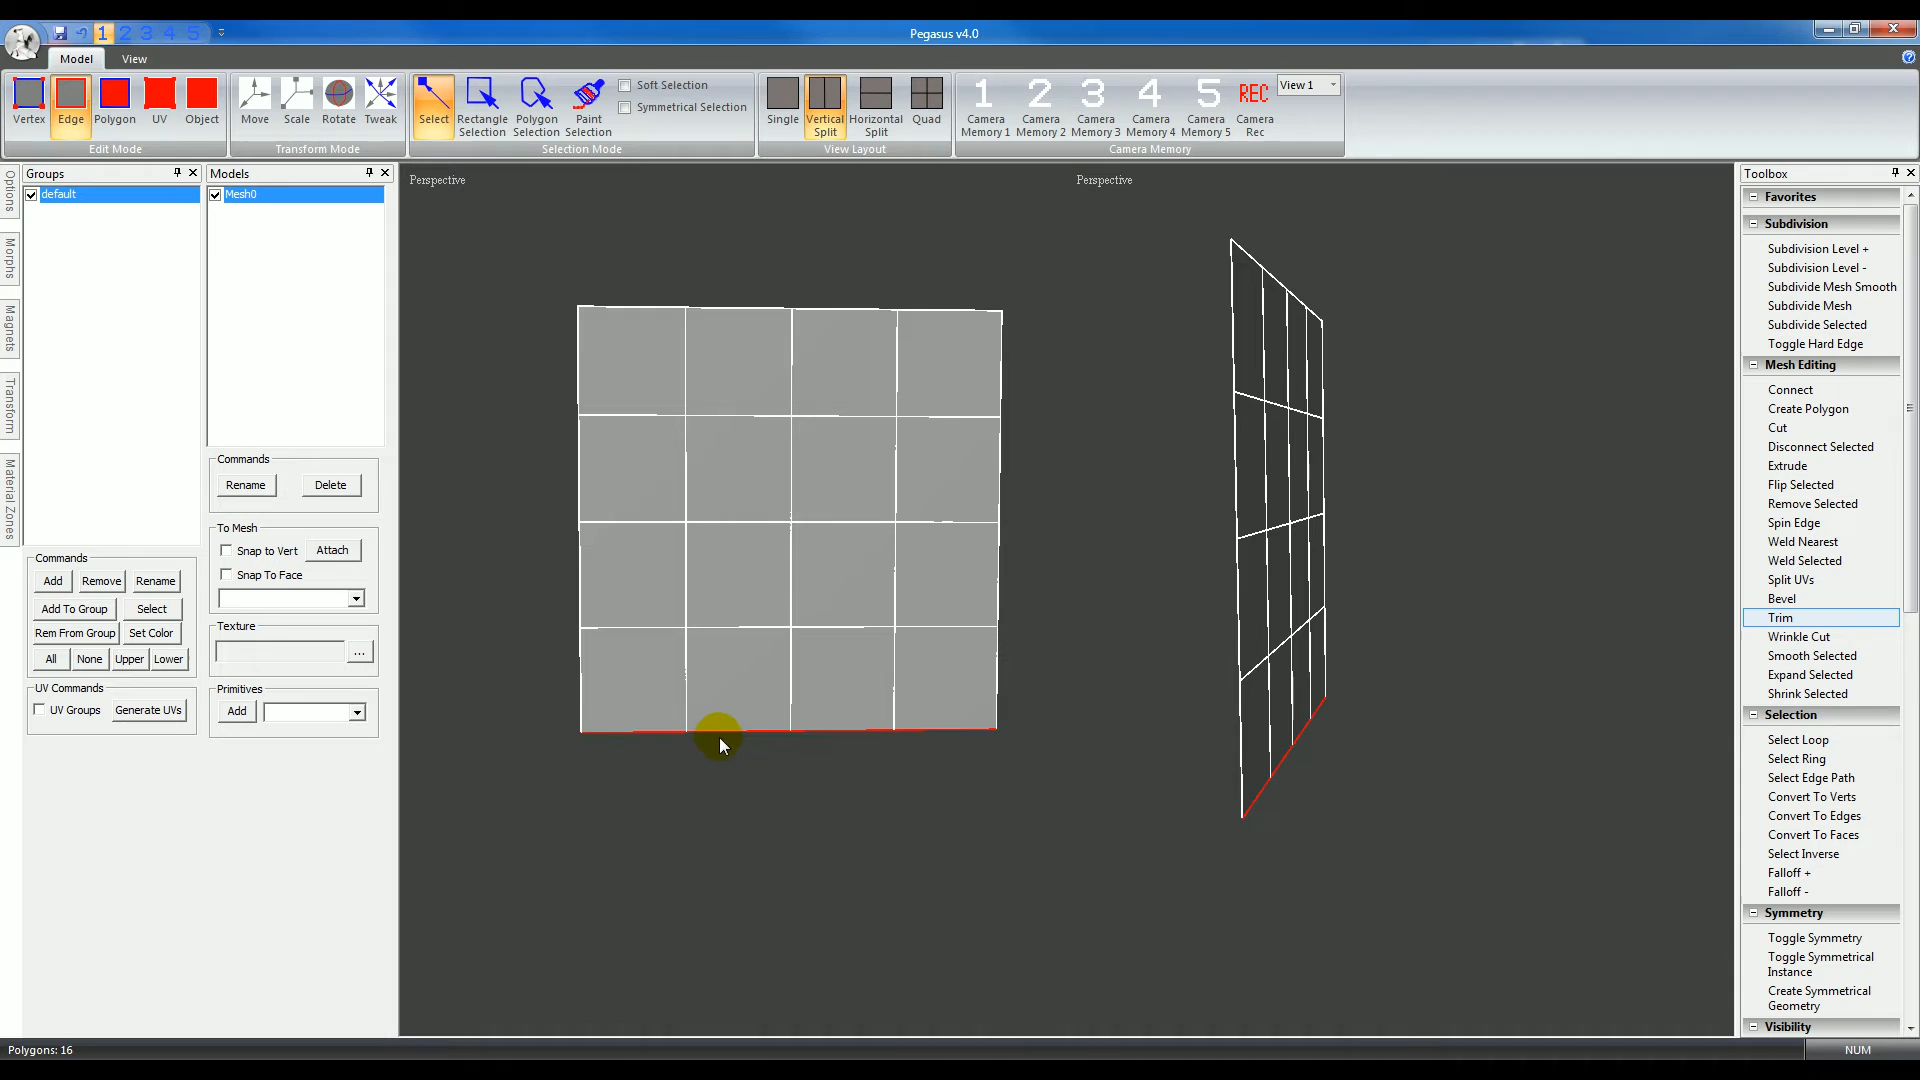 1 2 3 4 5
Pegasus v4.0
Model View
Vertex Edge Polygon UV Object
Edit Mode
Move Scale Rotate Tweak
Transform Mode
Select Rectangle Selection Polygon Selection Paint Selection
Soft Selection
Symmetrical Selection
Selection Mode
Single Vertical Split Horizontal Split Quad
View Layout
1 2 3 4 5 REC View 1
Camera Memory 1 Camera Memory 2 Camera Memory 3 Camera Memory 4 Camera Memory 5 Camera Rec
Camera Memory
Options
Morphs
Magnets
Transform
Material Zones
Groups
default
Commands
Add Remove Rename
Add To Group Select
Rem From Group Set Color
All None Upper Lower
UV Commands
UV Groups Generate UVs
Models
Mesh0
Commands
Rename Delete
To Mesh
Snap to Vert Attach
Snap To Face
Texture
...
Primitives
Add
Perspective
Perspective
Toolbox
Favorites
Subdivision
Subdivision Level +
Subdivision Level -
Subdivide Mesh Smooth
Subdivide Mesh
Subdivide Selected
Toggle Hard Edge
Mesh Editing
Connect
Create Polygon
Cut
Disconnect Selected
Extrude
Flip Selected
Remove Selected
Spin Edge
Weld Nearest
Weld Selected
Split UVs
Bevel
Trim
Wrinkle Cut
Smooth Selected
Expand Selected
Shrink Selected
Selection
Select Loop
Select Ring
Select Edge Path
Convert To Verts
Convert To Edges
Convert To Faces
Select Inverse
Falloff +
Falloff -
Symmetry
Toggle Symmetry
Toggle Symmetrical
Instance
Create Symmetrical
Geometry
Visibility
Polygons: 16
NUM